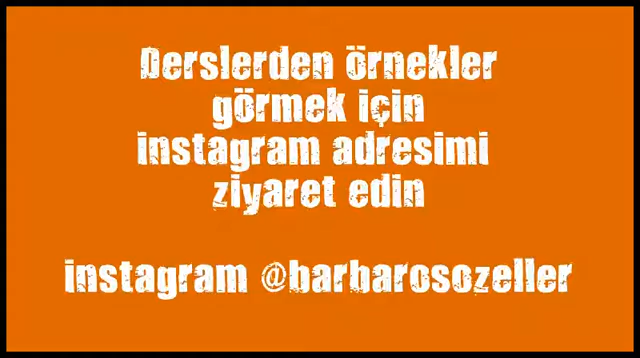 Derslerden örnekler
görmek için
instagram adresimi
ziyaret edin
instagram @barbarosozeller